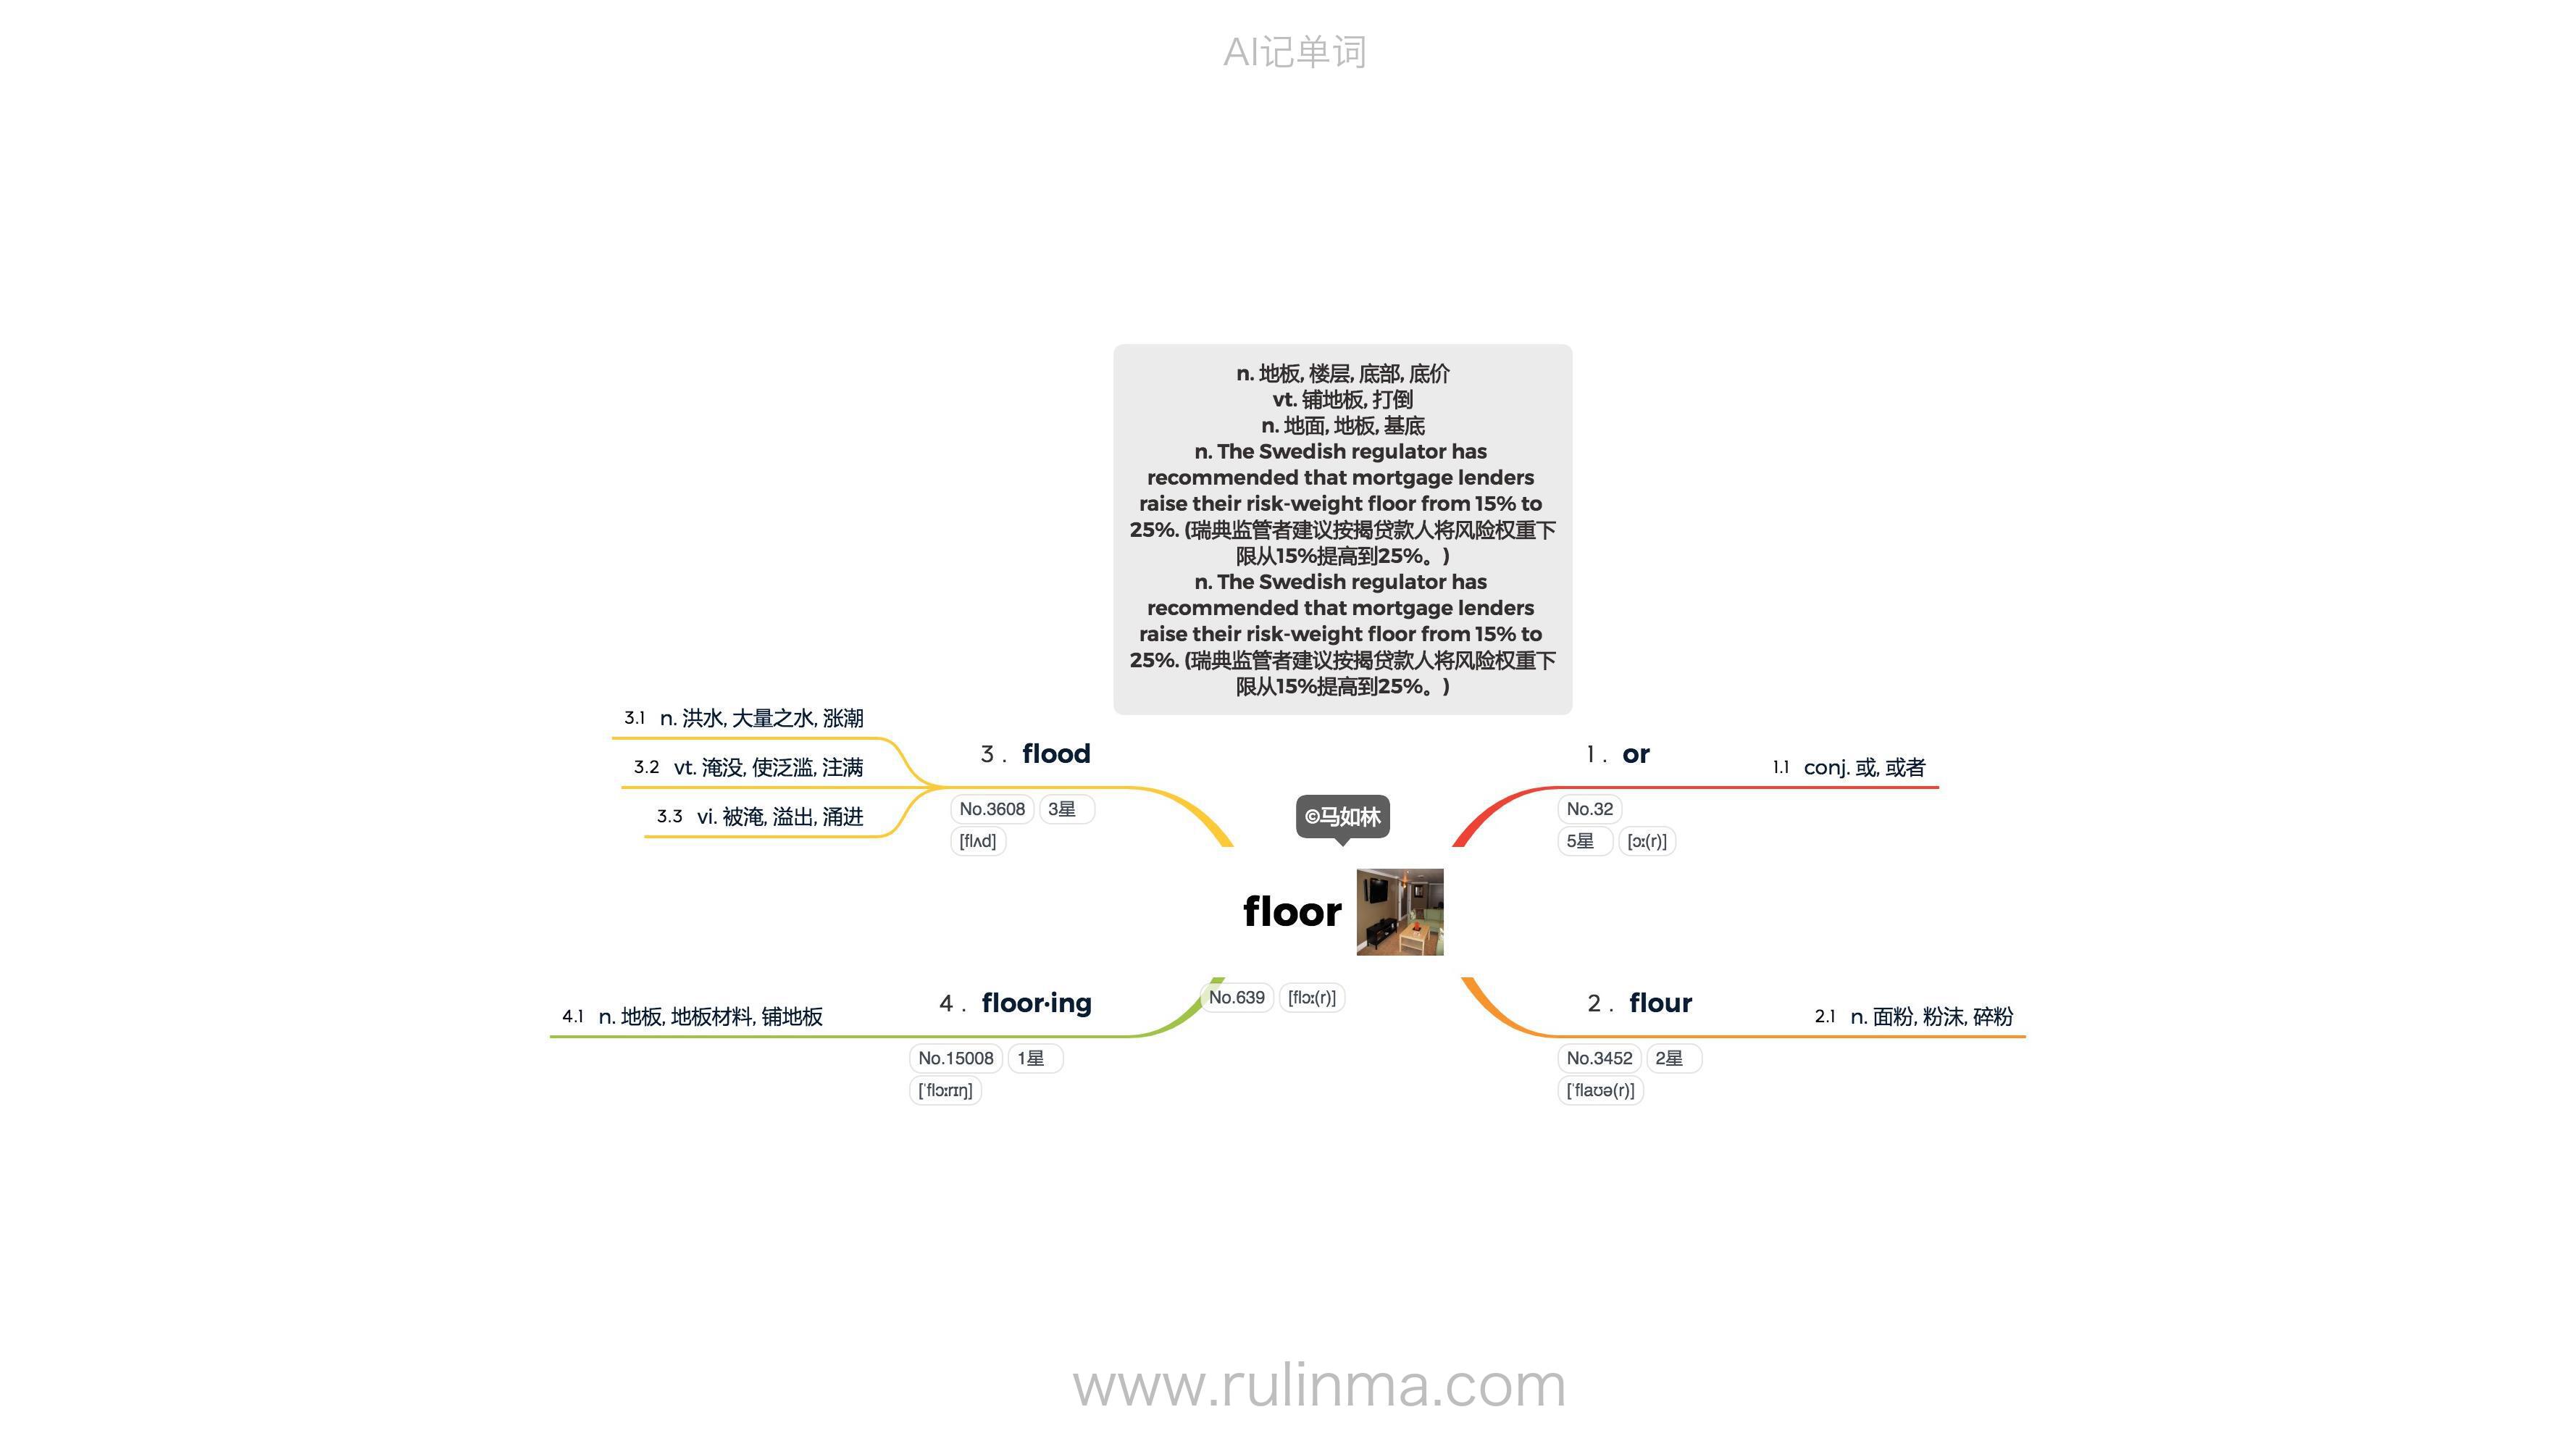 AI记单词
n. 地板, 楼层, 底部, 底价
vt. 铺地板, 打倒
n. 地面, 地板, 基底
n. The Swedish regulator has
recommended that mortgage lenders
raise their risk-weight floor from 15% to
25%. (瑞典监管者建议按揭贷款人将风险权重下
限从15%提高到25%。)
n. The Swedish regulator has
recommended that mortgage lenders
raise their risk-weight floor from 15% to
25%. (瑞典监管者建议按揭贷款人将风险权重下
限从15%提高到25%。)
©马如林
floor
No.639 [flɔː(r)]
1 . or
No.32
5星 [ɔː(r)]
1.1 conj. 或, 或者
2 . flour
No.3452 2星
[ˈflaʊə(r)]
2.1 n. 面粉, 粉沫, 碎粉
3 . flood
No.3608 3星
[flʌd]
3.1 n. 洪水, 大量之水, 涨潮
3.2 vt. 淹没, 使泛滥, 注满
3.3 vi. 被淹, 溢出, 涌进
4 . floor·ing
No.15008 1星
[ˈflɔːrɪŋ]
4.1 n. 地板, 地板材料, 铺地板
www.rulinma.com